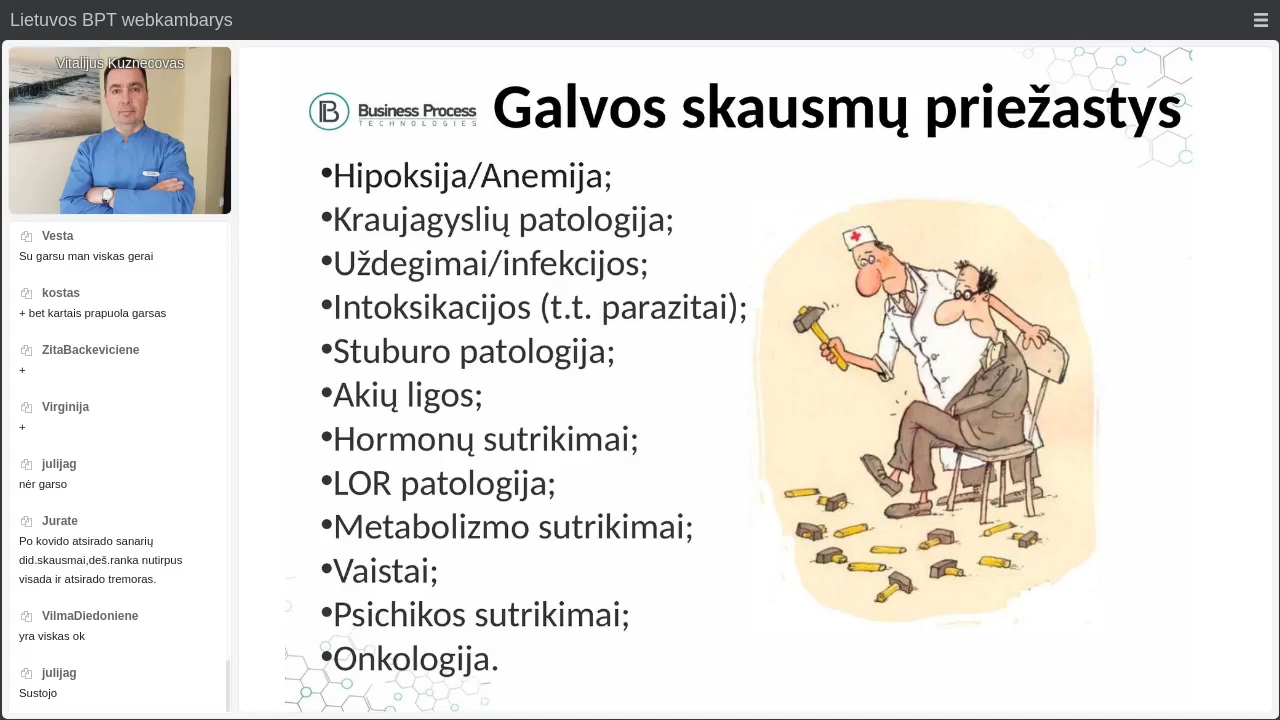 Lietuvos BPT webkambarys
Vitalijus Kuznecovas
Vesta
Su garsu man viskas gerai
kostas
+ bet kartais prapuola garsas
ZitaBackeviciene
+
Virginija
+
julijag
nėr garso
Jurate
Po kovido atsirado sanarių
did.skausmai,deš.ranka nutirpus
visada ir atsirado tremoras.
VilmaDiedoniene
yra viskas ok
julijag
Sustojo
Business Process
TECHNOLOGIES
Galvos skausmų priežastys
•Hipoksija/Anemija;
•Kraujagyslių patologija;
•Uždegimai/infekcijos;
•Intoksikacijos (t.t. parazitai);
•Stuburo patologija;
•Akių ligos;
•Hormonų sutrikimai;
•LOR patologija;
•Metabolizmo sutrikimai;
•Vaistai;
•Psichikos sutrikimai;
•Onkologija.